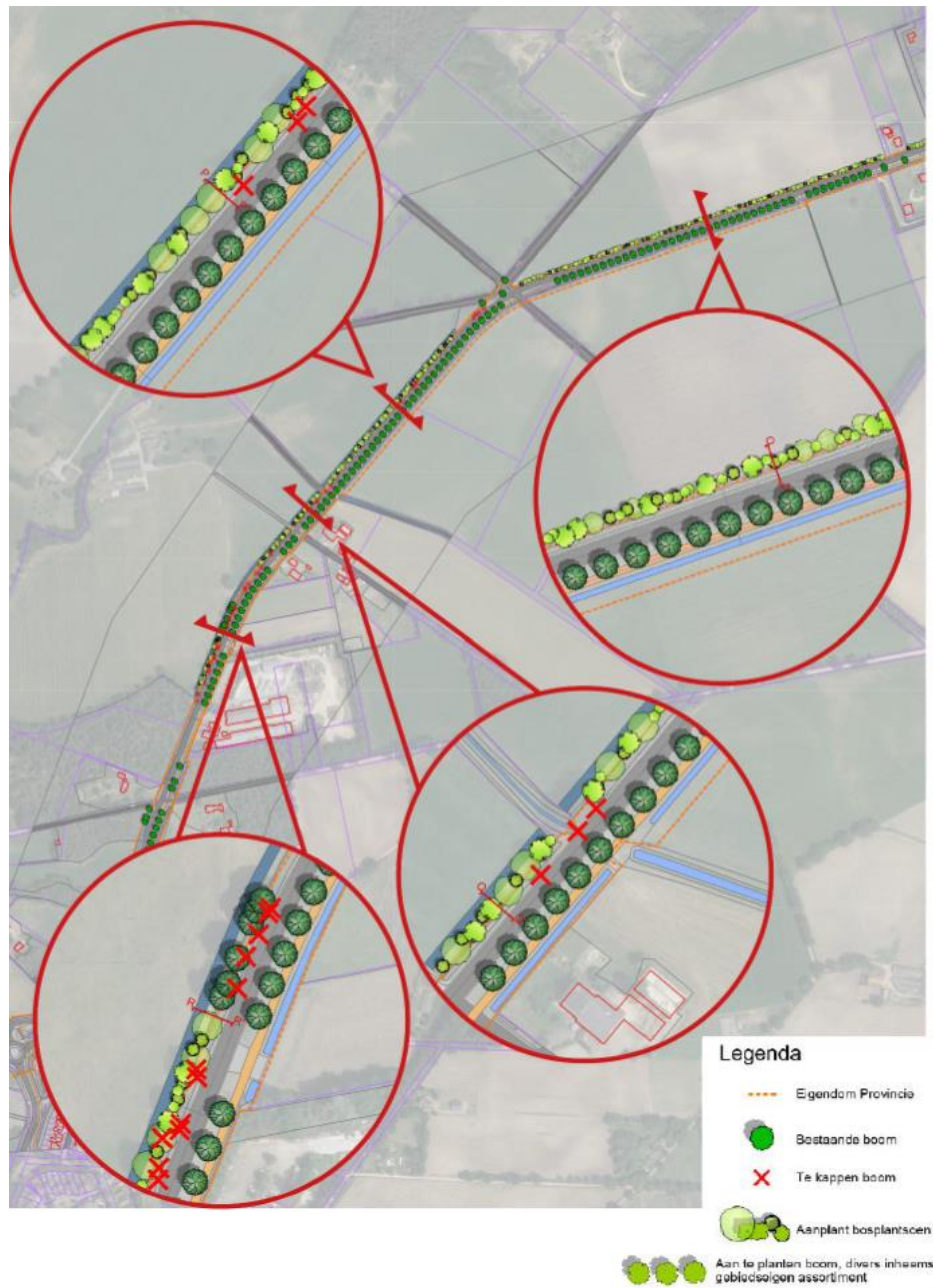 P
Q
Q
R
R
Legenda
Eigendom Provincie
Bestaande boom
Te kappen boom
Aanplant bosplantsoen
Aan te planten boom, divers inheems
gebiedseigen assortiment